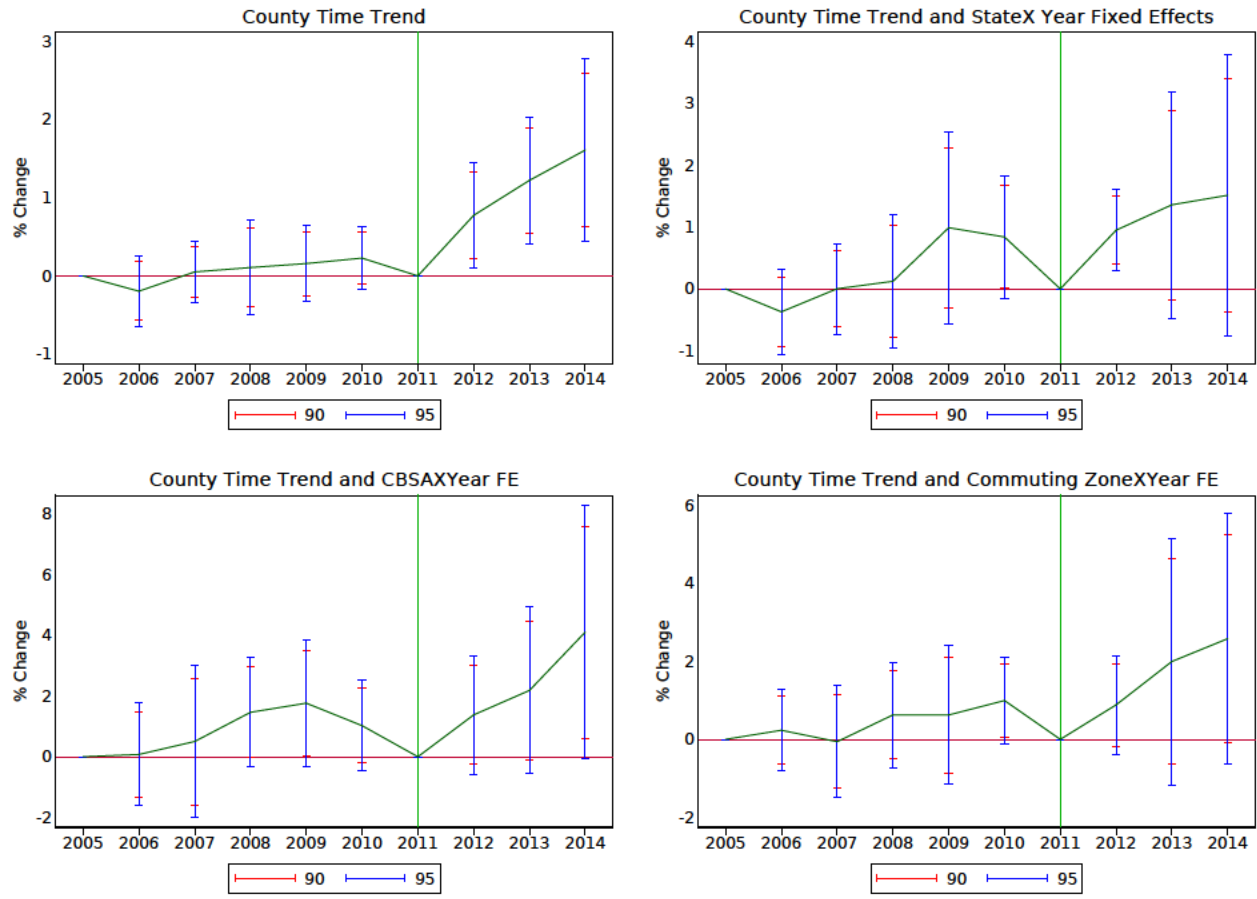 County Time Trend
3
2
1
0
-1
% Change
2005 2006 2007 2008 2009 2010 2011 2012 2013 2014
90 95
County Time Trend and StateX Year Fixed Effects
4
3
2
1
0
-1
% Change
2005 2006 2007 2008 2009 2010 2011 2012 2013 2014
90 95
County Time Trend and CBSAXYear FE
8
6
4
2
0
-2
% Change
2005 2006 2007 2008 2009 2010 2011 2012 2013 2014
90 95
County Time Trend and Commuting ZoneXYear FE
6
4
2
0
-2
% Change
2005 2006 2007 2008 2009 2010 2011 2012 2013 2014
90 95